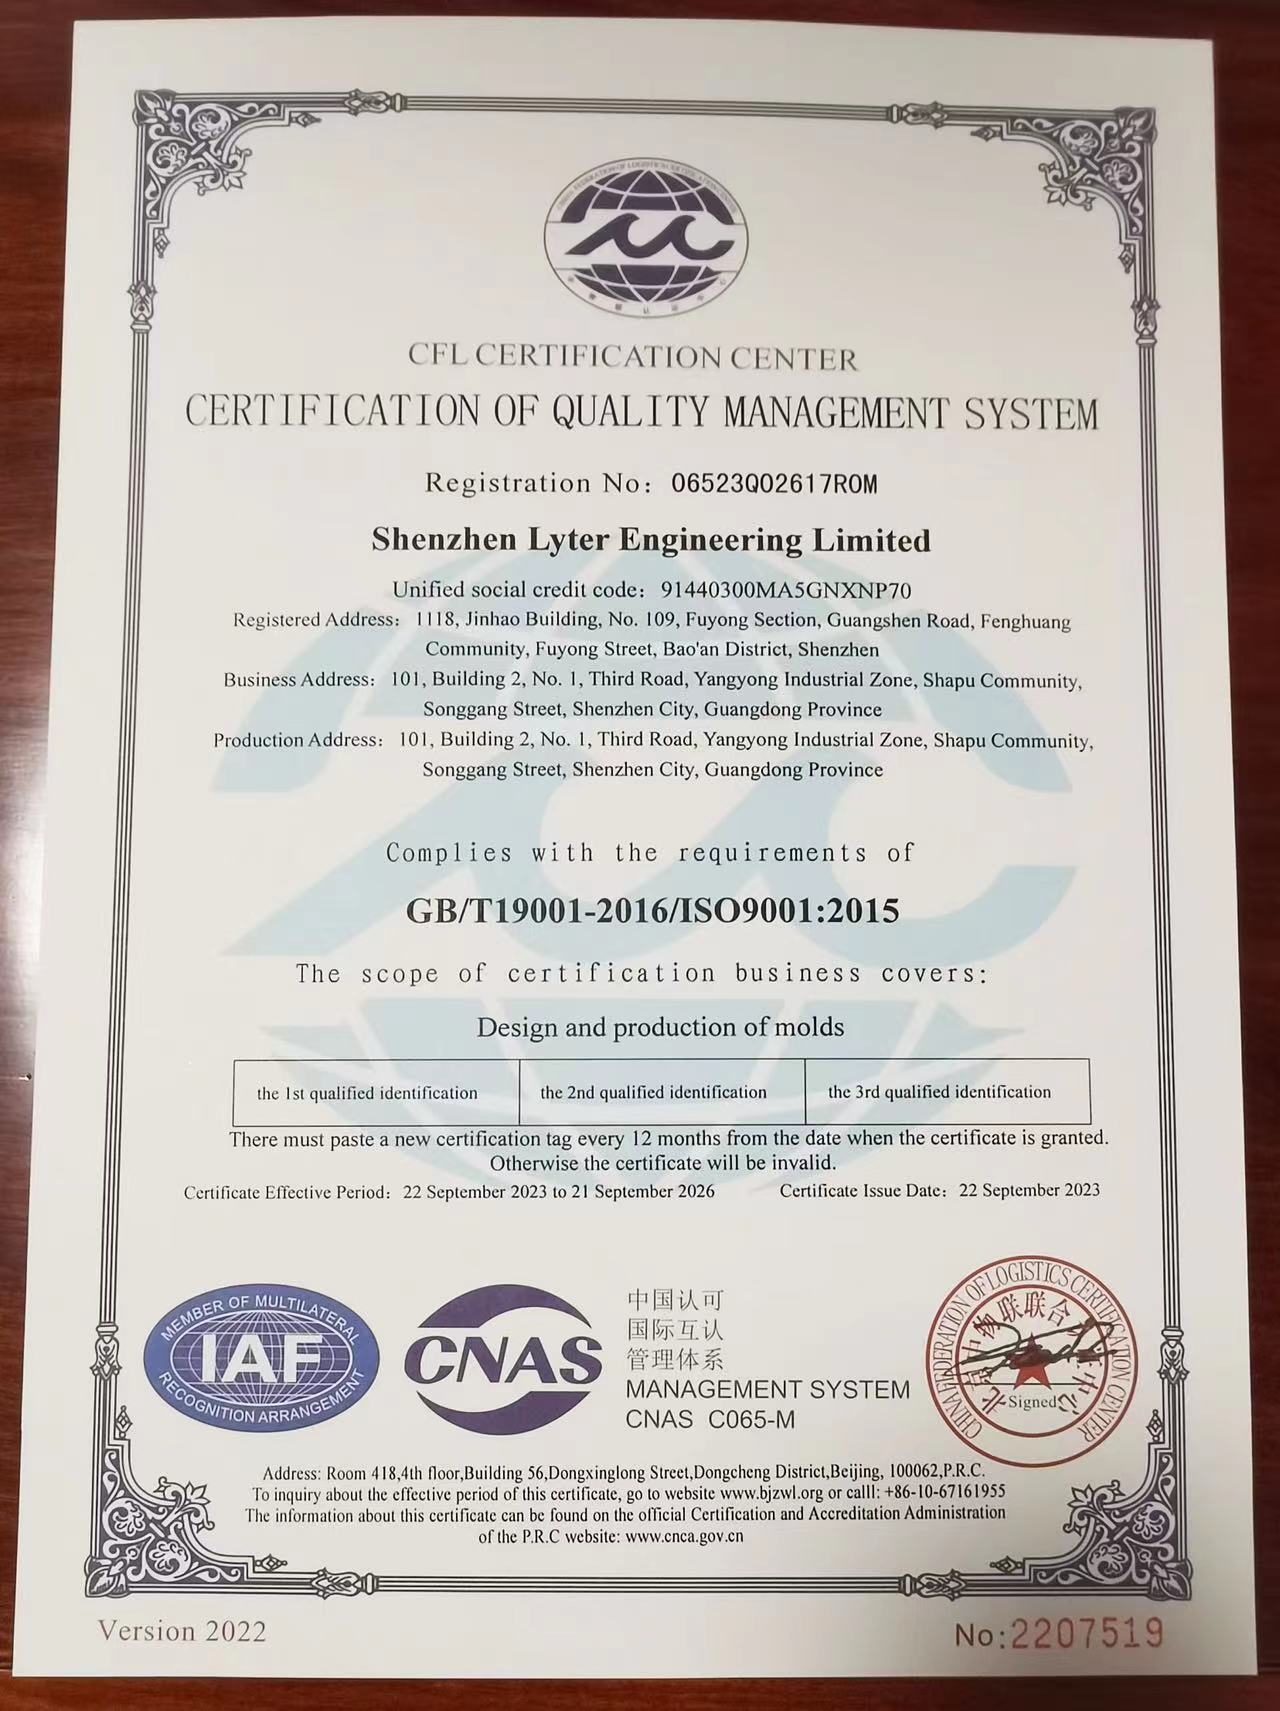 CFL CERTIFICATION CENTER
CERTIFICATION OF QUALITY MANAGEMENT SYSTEM
Registration No: 06523Q02617R0M
Shenzhen Lyter Engineering Limited
Unified social credit code: 91440300MA5GNXNP70
Registered Address: 1118, Jinhao Building, No. 109, Fuyong Section, Guangshen Road, Fenghuang
Community, Fuyong Street, Bao'an District, Shenzhen
Business Address: 101, Building 2, No. 1, Third Road, Yangyong Industrial Zone, Shapu Community,
Songgang Street, Shenzhen City, Guangdong Province
Production Address: 101, Building 2, No. 1, Third Road, Yangyong Industrial Zone, Shapu Community,
Songgang Street, Shenzhen City, Guangdong Province
Complies with the requirements of
GB/T19001-2016/ISO9001:2015
The scope of certification business covers:
Design and production of molds
the 1st qualified identification
the 2nd qualified identification
the 3rd qualified identification
There must paste a new certification tag every 12 months from the date when the certificate is granted.
Otherwise the certificate will be invalid.
Certificate Effective Period: 22 September 2023 to 21 September 2026
Certificate Issue Date: 22 September 2023
MEMBER OF MULTILATERAL
IAF
RECOGNITION ARRANGEMENT
CNAS
中国认可
国际互认
管理体系
MANAGEMENT SYSTEM
CNAS C065-M
CHINA FEDERATION OF LOGISTICS CERTIFICATION CENTER
Signed
Address: Room 418,4th floor,Building 56,Dongxinglong Street,Dongcheng District,Beijing, 100062,P.R.C.
To inquiry about the effective period of this certificate, go to website www.bjzwl.org or calll: +86-10-67161955
The information about this certificate can be found on the official Certification and Accreditation Administration
of the P.R.C website: www.cnca.gov.cn
Version 2022
No:2207519